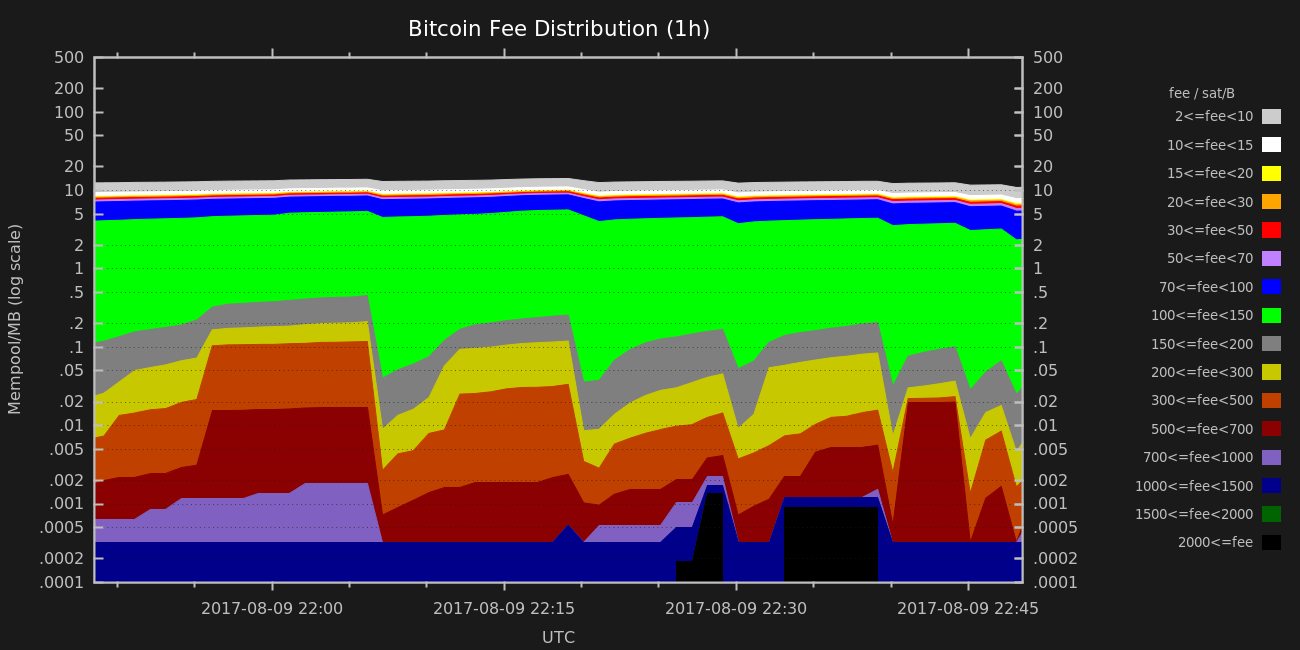 Bitcoin Fee Distribution (1h)
Mempool/MB (log scale)
500
200
100
50
20
10
5
2
1
.5
.2
.1
.05
.02
.01
.005
.002
.001
.0005
.0002
.0001
500
200
100
50
20
10
5
2
1
.5
.2
.1
.05
.02
.01
.005
.002
.001
.0005
.0002
.0001
2017-08-09 22:00
2017-08-09 22:15
2017-08-09 22:30
2017-08-09 22:45
UTC
fee / sat/B
2<=fee<10
10<=fee<15
15<=fee<20
20<=fee<30
30<=fee<50
50<=fee<70
70<=fee<100
100<=fee<150
150<=fee<200
200<=fee<300
300<=fee<500
500<=fee<700
700<=fee<1000
1000<=fee<1500
1500<=fee<2000
2000<=fee